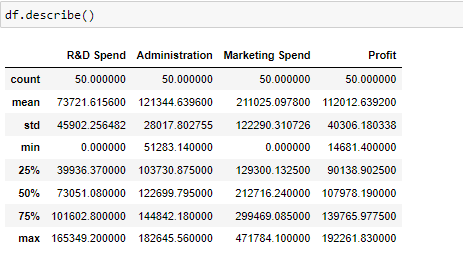 df.describe()
R&D Spend Administration Marketing Spend Profit
count 50.000000 50.000000 50.000000 50.000000
mean 73721.615600 121344.639600 211025.097800 112012.639200
std 45902.256482 28017.802755 122290.310726 40306.180338
min 0.000000 51283.140000 0.000000 14681.400000
25% 39936.370000 103730.875000 129300.132500 90138.902500
50% 73051.080000 122699.795000 212716.240000 107978.190000
75% 101602.800000 144842.180000 299469.085000 139765.977500
max 165349.200000 182645.560000 471784.100000 192261.830000